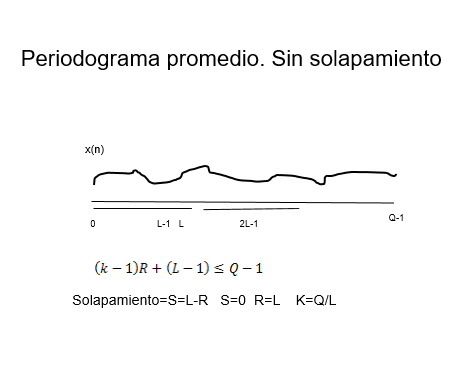 Periodograma promedio. Sin solapamiento
x(n)
0 L-1 L 2L-1 Q-1
(k − 1)R + (L − 1) ≤ Q − 1
Solapamiento=S=L-R S=0 R=L K=Q/L